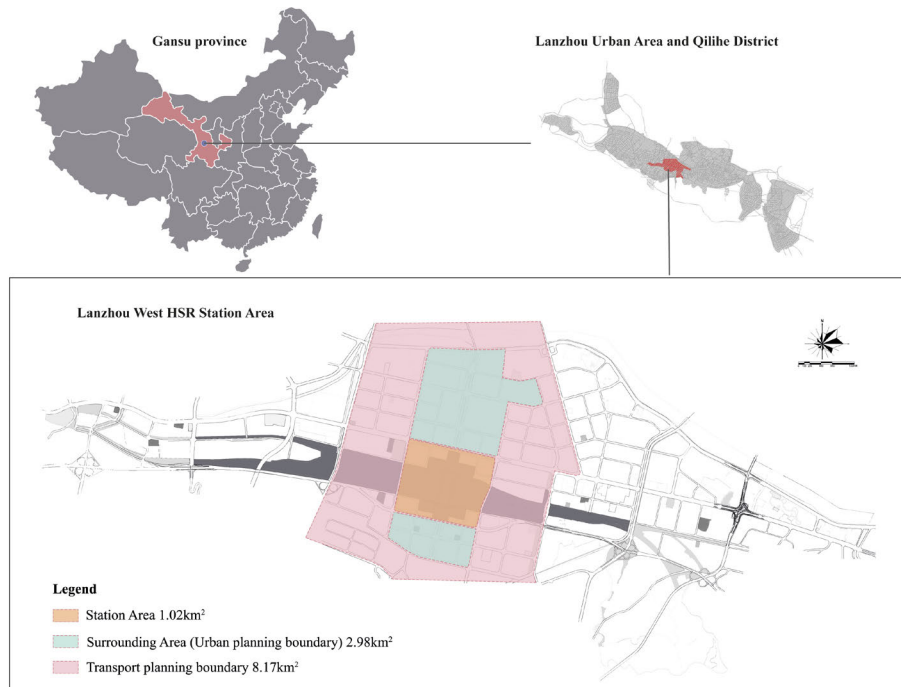 Gansu province
Lanzhou Urban Area and Qilihe District
Lanzhou West HSR Station Area
N
Legend
Station Area 1.02km²
Surrounding Area (Urban planning boundary) 2.98km²
Transport planning boundary 8.17km²